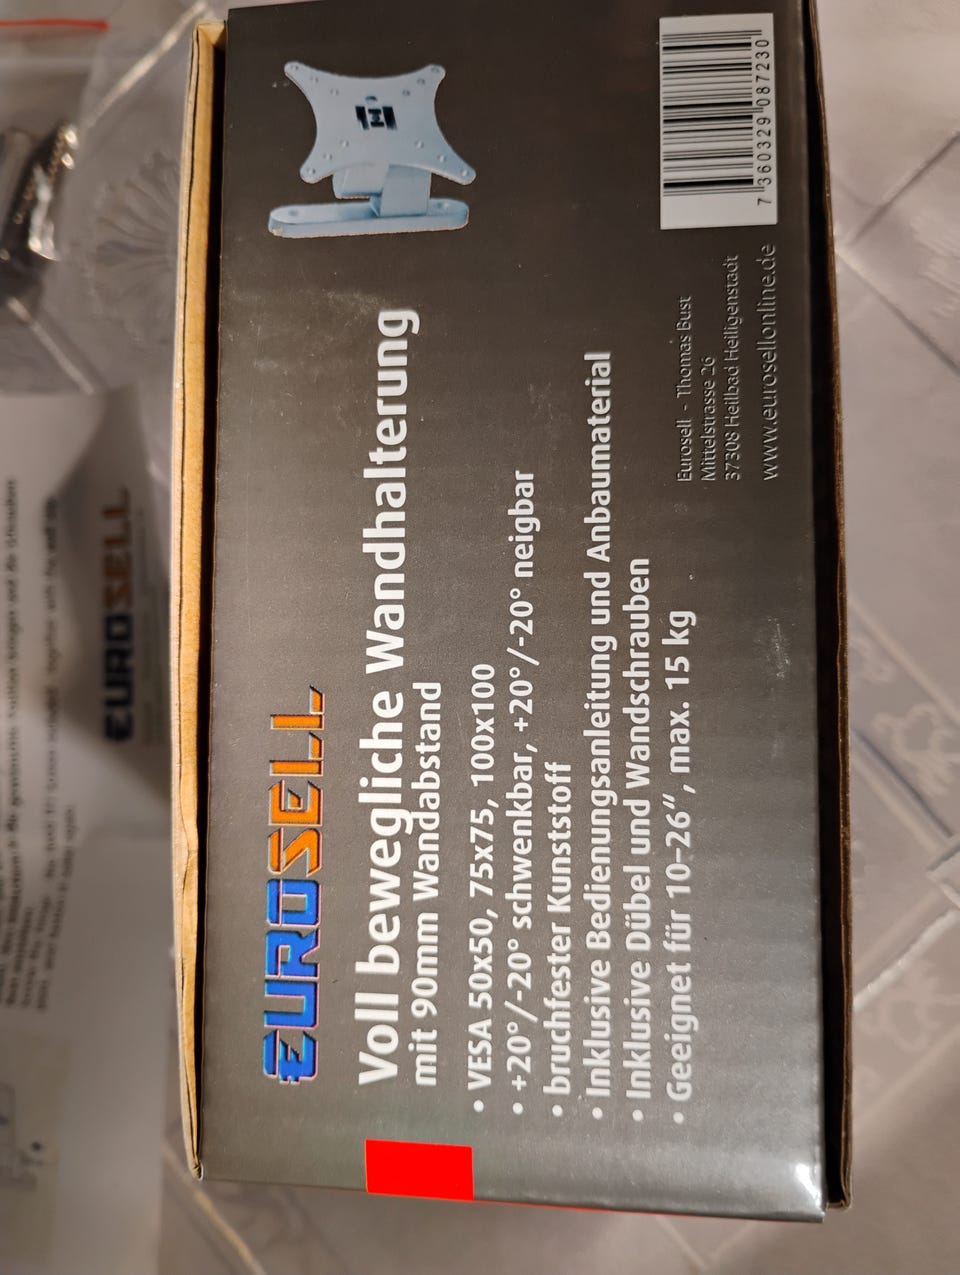 EUROSELL
Voll bewegliche Wandhalterung
mit 90mm Wandabstand
• VESA 50x50, 75x75, 100x100
• +20°/-20° schwenkbar, +20°/-20° neigbar
• bruchfester Kunststoff
• Inklusive Bedienungsanleitung und Anbaumaterial
• Inklusive Dübel und Wandschrauben
• Geeignet für 10-26“, max. 15 kg
Eurosell - Thomas Bust
Mittelstrasse 26
37308 Heilbad Heiligenstadt
www.eurosellonline.de
7 360329 087230
EUROSELL